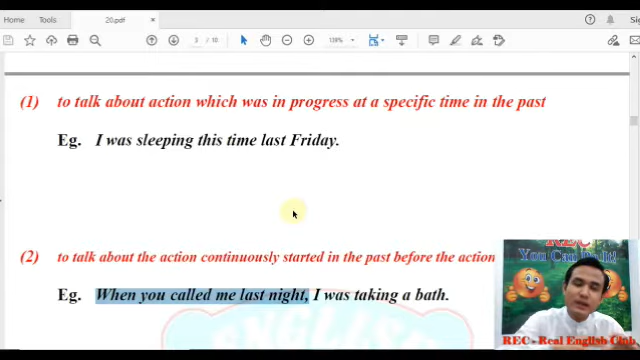 Home Tools 20.pdf ×
3 / 10 139%
(1) to talk about action which was in progress at a specific time in the past
Eg. I was sleeping this time last Friday.
(2) to talk about the action continuously started in the past before the action
Eg. When you called me last night, I was taking a bath.
ENGLISH
REC
You Can Do It!
REC - Real English Club